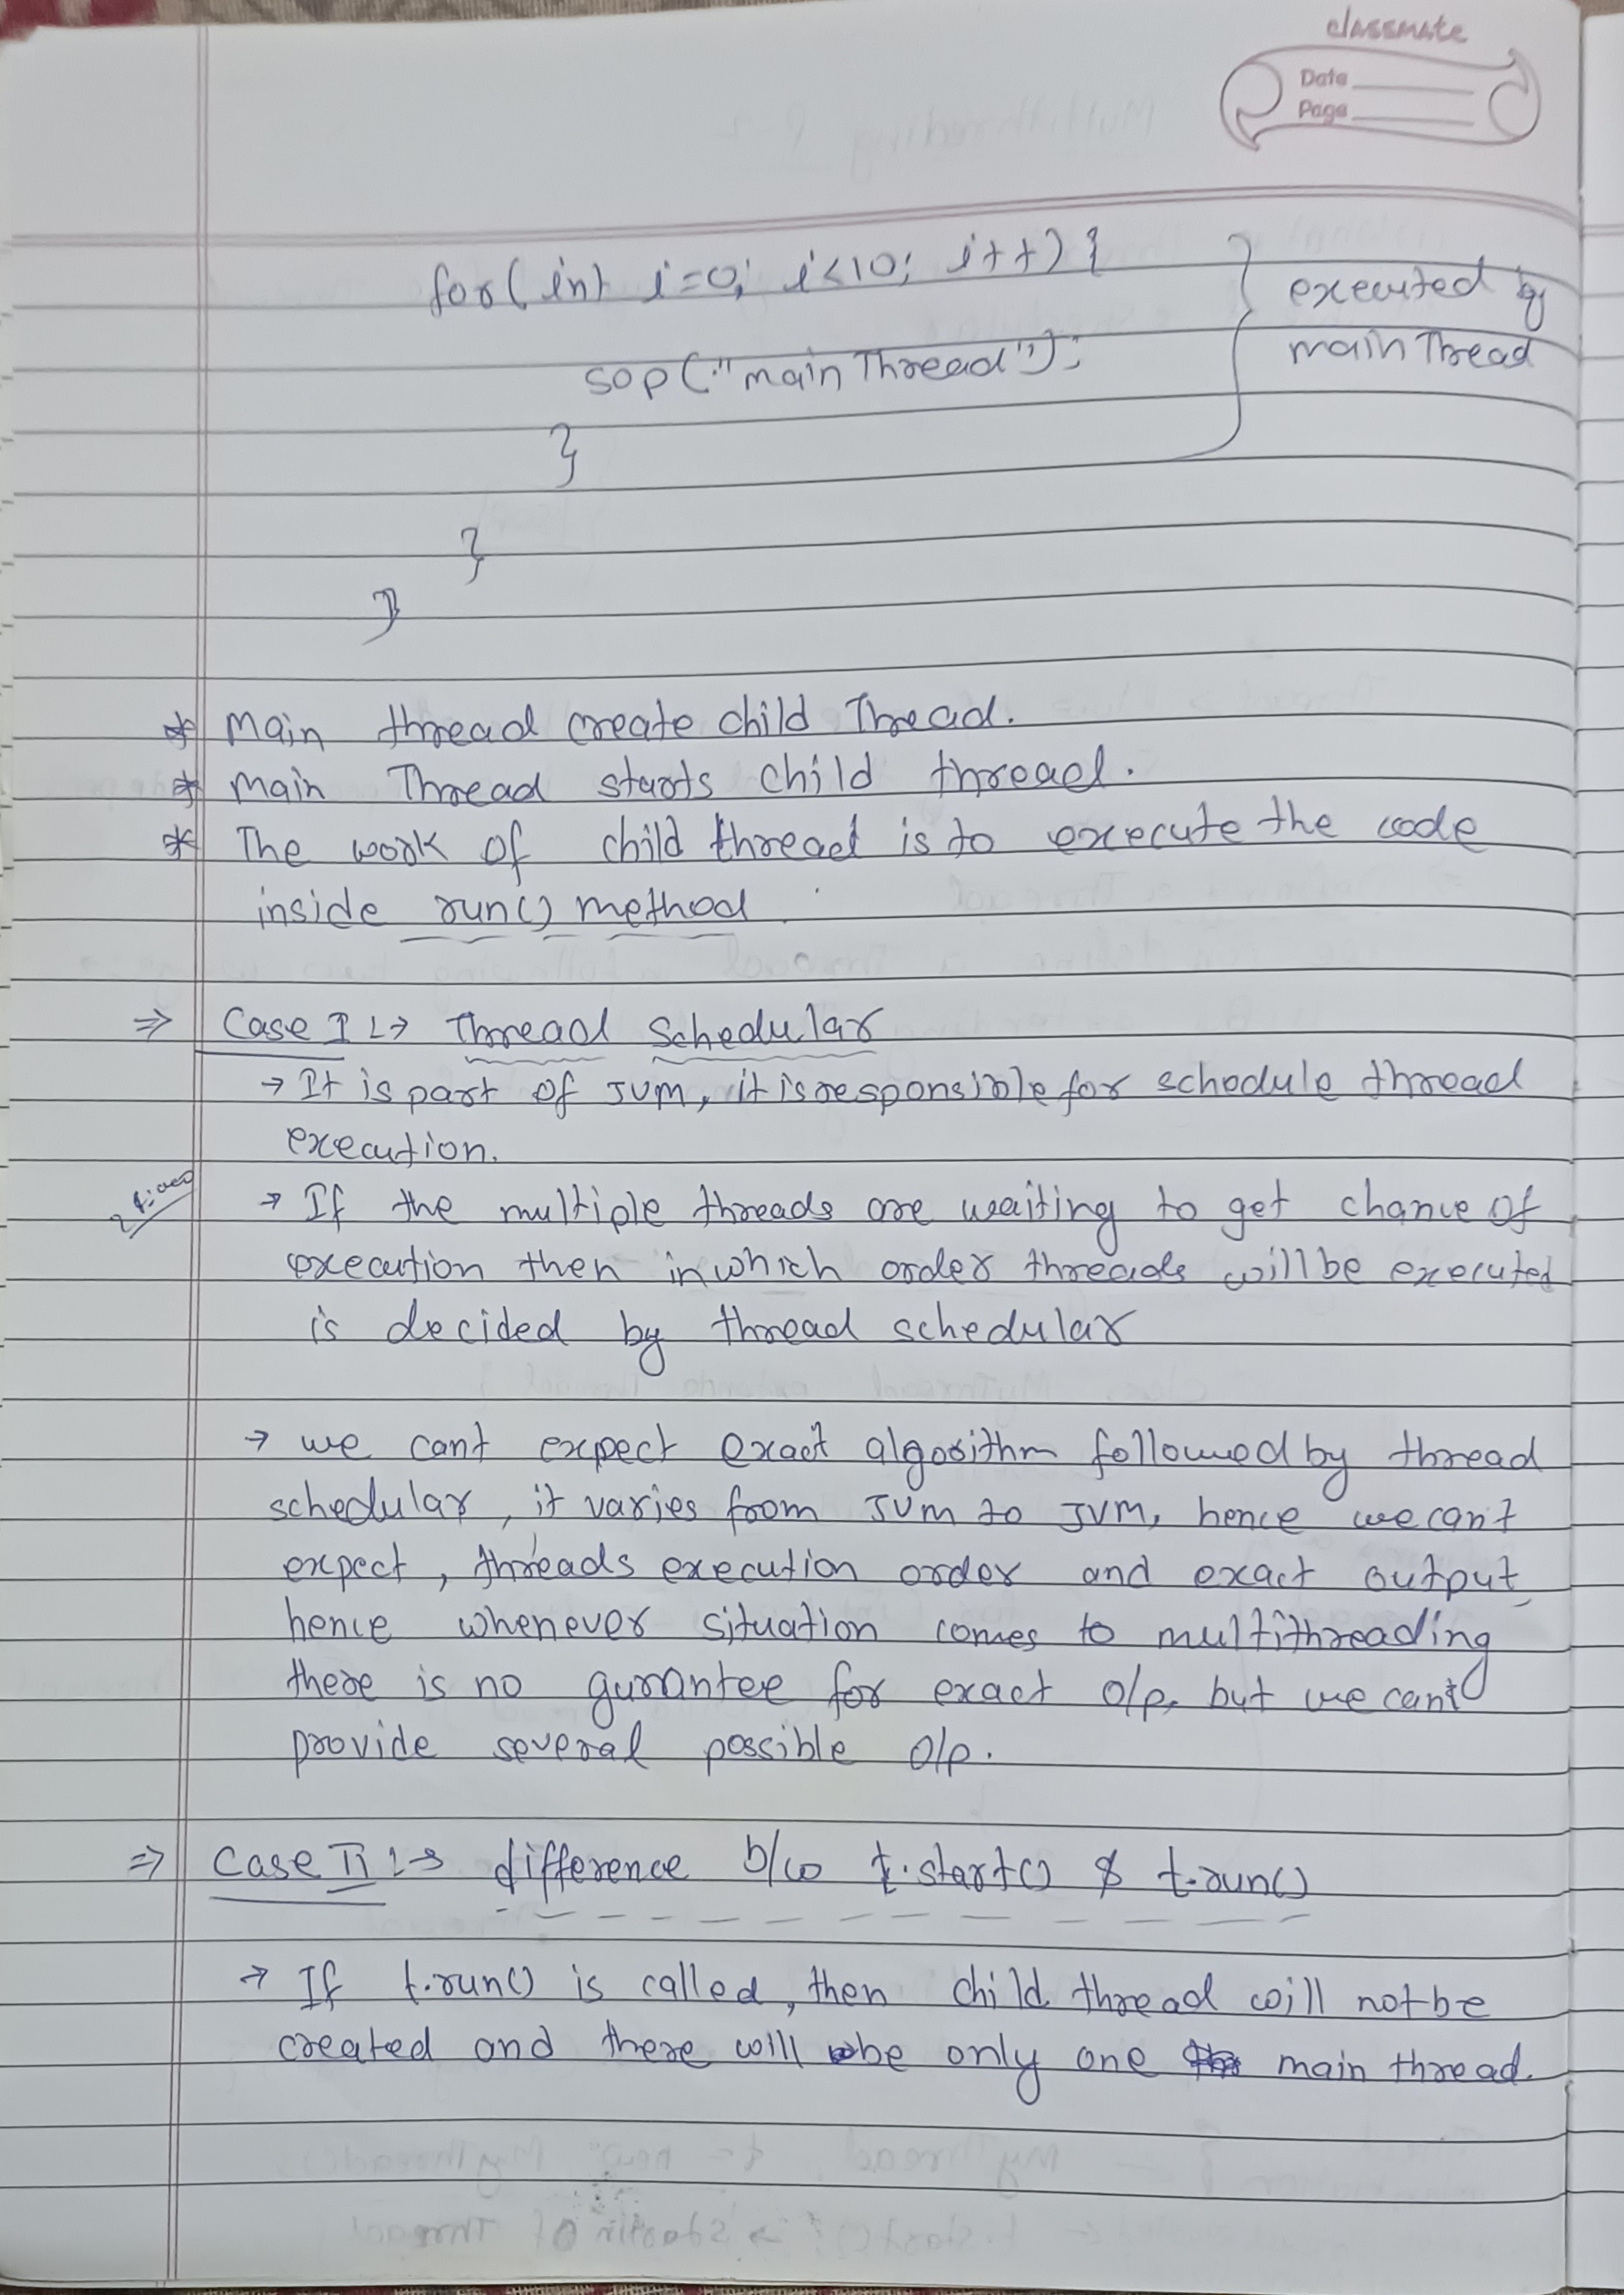 classmate
Date
Page
for(int i=0; i<10; i++){
sop("main Thread");
}
executed by
main Thread
}
}
* Main thread create child Thread.
* Main Thread starts child thread.
* The work of child thread is to execute the code
inside run() method.
⇒ Case I :→ Thread Schedular
→ It is part of JVM, it is responsible for schedule thread
execution.
→ If the multiple threads are waiting to get chance of
execution then in which order threads will be executed
is decided by thread schedular
→ we cant expect exact algorithm followed by thread
schedular, it varies from JVM to JVM, hence we can't
expect, threads execution order and exact output
hence whenever situation comes to multithreading
there is no gurantee for exact o/p, but we cant
provide several possible o/p.
⇒ Case II :→ difference b/w t.start() & t.run()
→ If t.run() is called, then child thread will not be
created and there will be only one main thread.